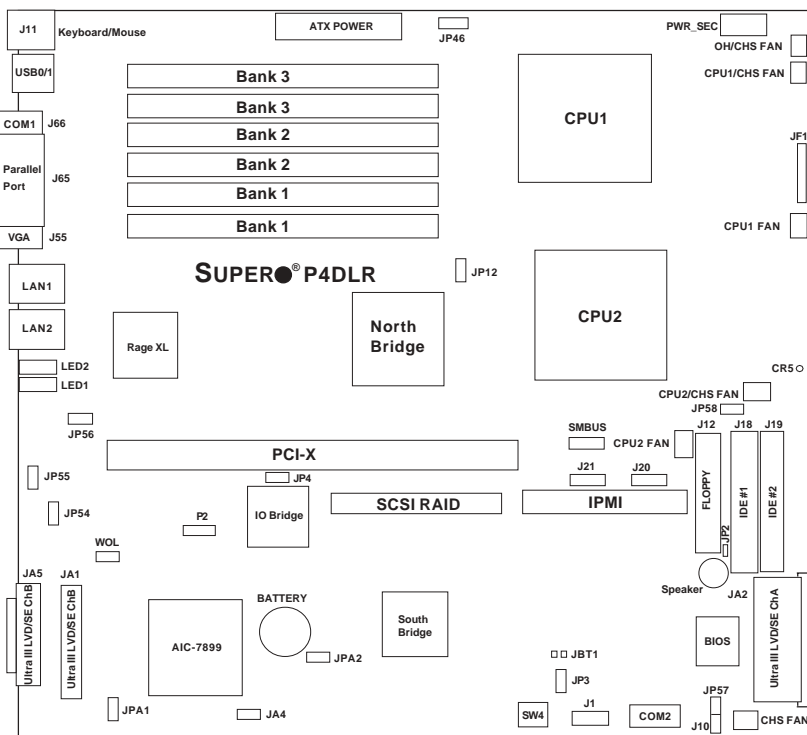 J11
Keyboard/Mouse
ATX POWER
JP46
PWR_SEC
OH/CHS FAN
USB0/1
CPU1/CHS FAN
Bank 3
Bank 3
Bank 2
Bank 2
Bank 1
Bank 1
CPU1
COM1
J66
JF1
Parallel
Port
J65
VGA
J55
CPU1 FAN
SUPER® P4DLR
JP12
LAN1
LAN2
CPU2
North
Bridge
Rage XL
LED2
LED1
CR5
CPU2/CHS FAN
JP58
JP56
SMBUS
CPU2 FAN
J12
J18
J19
PCI-X
JP55
JP4
J21
J20
FLOPPY
IDE #1
IDE #2
JP54
P2
IO Bridge
SCSI RAID
IPMI
JP2
WOL
Speaker
JA2
JA5
JA1
Ultra III LVD/SE ChB
Ultra III LVD/SE ChB
BATTERY
South
Bridge
AIC-7899
BIOS
Ultra III LVD/SE ChA
JPA2
JBT1
JP3
JPA1
JA4
SW4
J1
COM2
JP57
J10
CHS FAN